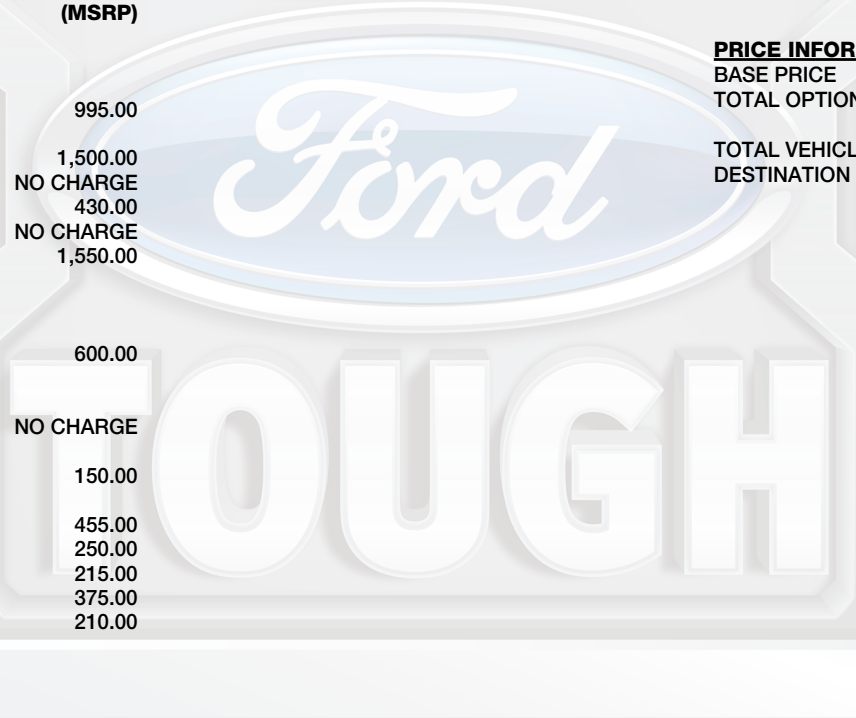 (MSRP)
995.00
1,500.00
NO CHARGE
430.00
NO CHARGE
1,550.00
600.00
NO CHARGE
150.00
455.00
250.00
215.00
375.00
210.00
PRICE INFOR
BASE PRICE
TOTAL OPTION
TOTAL VEHICL
DESTINATION
Ford
TOUGH